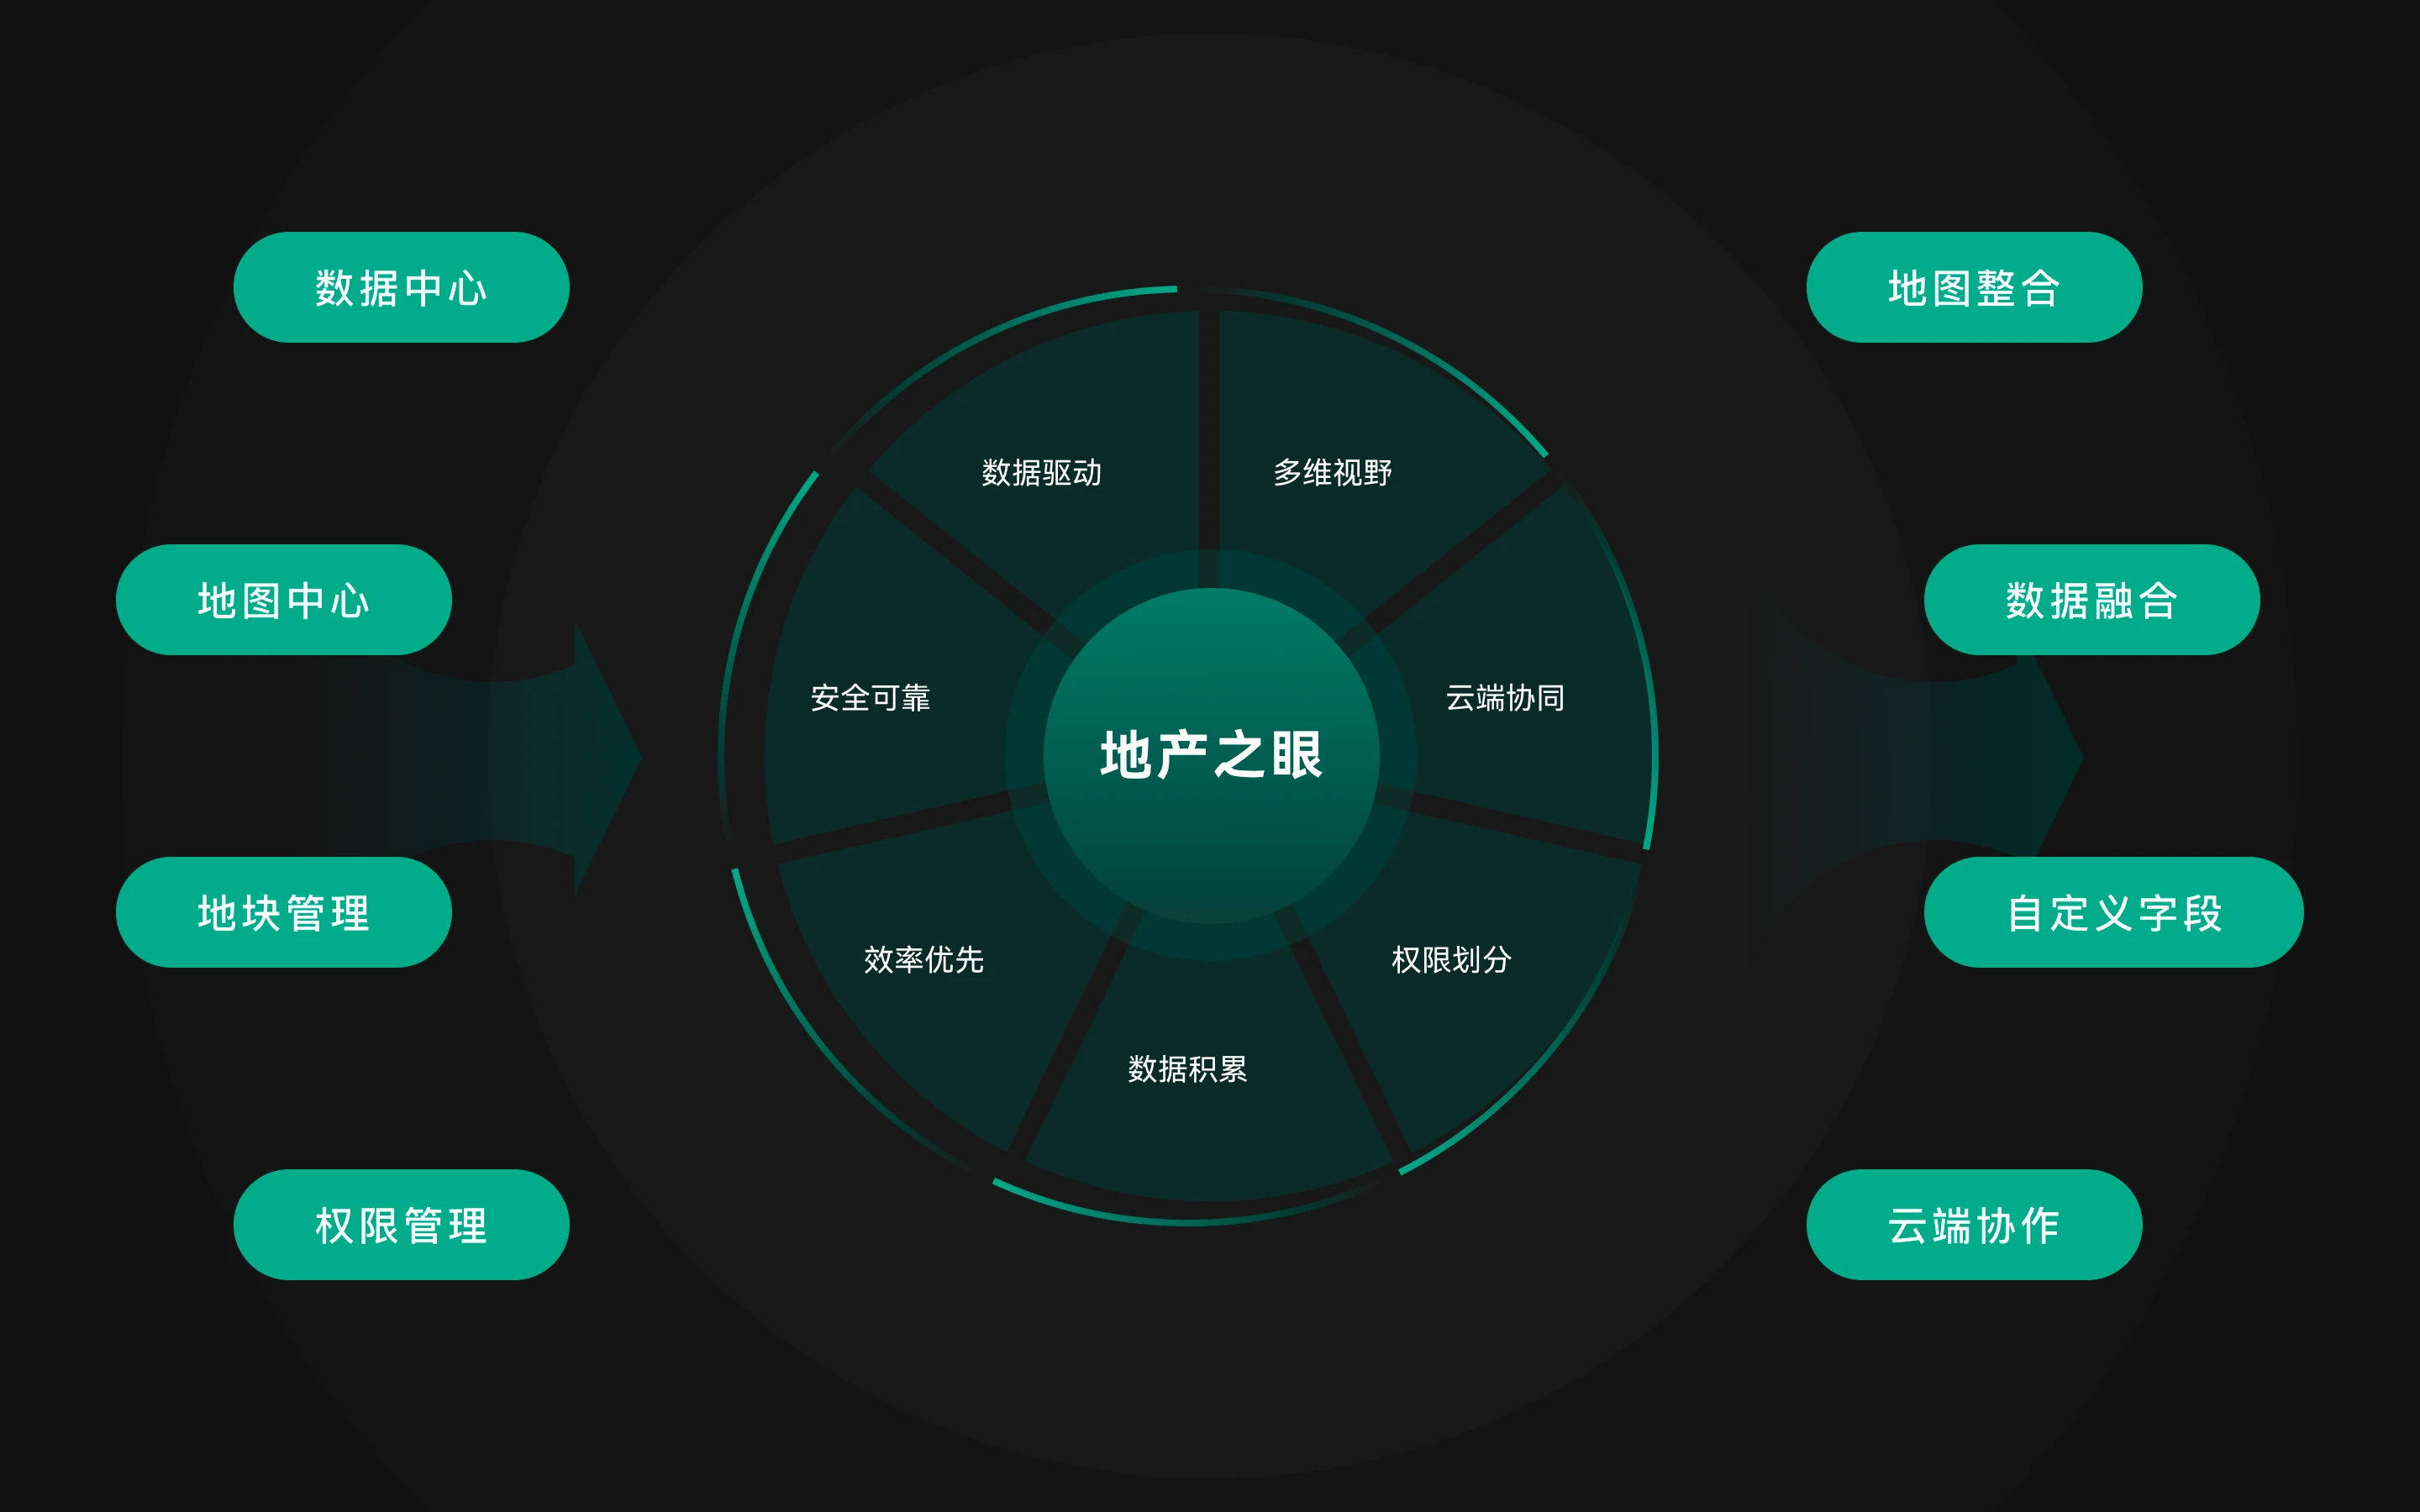 数据中心
地图中心
地块管理
权限管理
数据驱动
多维视野
安全可靠
云端协同
地产之眼
效率优先
权限划分
数据积累
地图整合
数据融合
自定义字段
云端协作